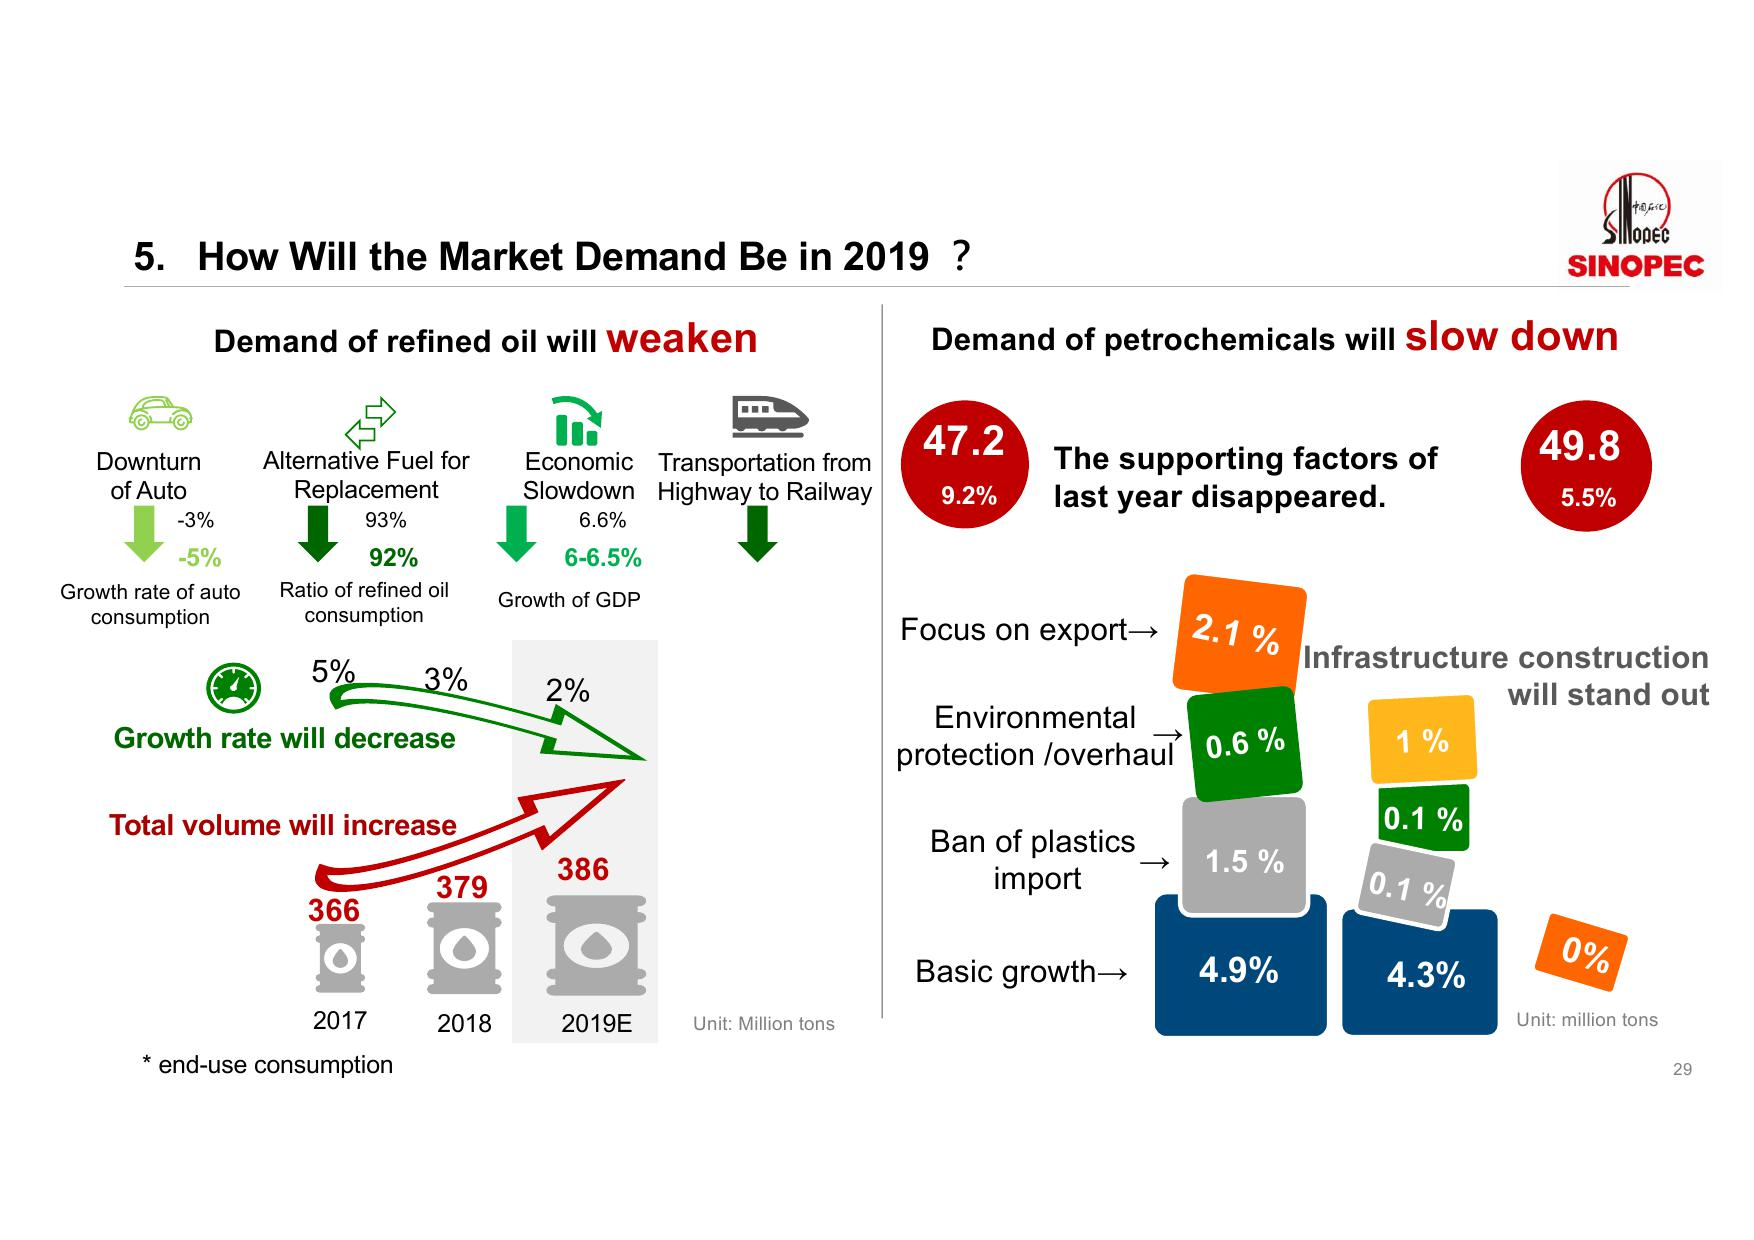 SINOPEC
中国石化
SINOPEC
5. How Will the Market Demand Be in 2019 ？
Demand of refined oil will weaken
Downturn
of Auto
-3%
-5%
Growth rate of auto
consumption
Alternative Fuel for
Replacement
93%
92%
Ratio of refined oil
consumption
Economic
Slowdown
6.6%
6-6.5%
Growth of GDP
Transportation from
Highway to Railway
5%
3%
2%
Growth rate will decrease
Total volume will increase
366
379
386
2017
2018
2019E
Unit: Million tons
* end-use consumption
Demand of petrochemicals will slow down
47.2
9.2%
The supporting factors of
last year disappeared.
49.8
5.5%
Focus on export→
2.1 %
Infrastructure construction
will stand out
Environmental
protection /overhaul→
0.6 %
1 %
0.1 %
Ban of plastics
import→
1.5 %
0.1 %
Basic growth→
4.9%
4.3%
0%
Unit: million tons
29